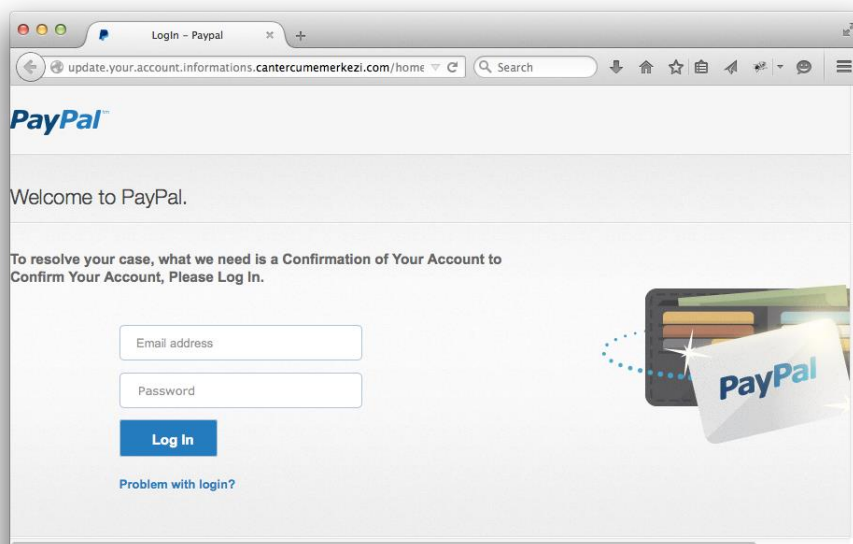 LogIn - Paypal
update.your.account.informations.cantercumemerkezi.com/home
Search
PayPal™
Welcome to PayPal.
To resolve your case, what we need is a Confirmation of Your Account to
Confirm Your Account, Please Log In.
Email address
Password
Log In
Problem with login?
PayPal